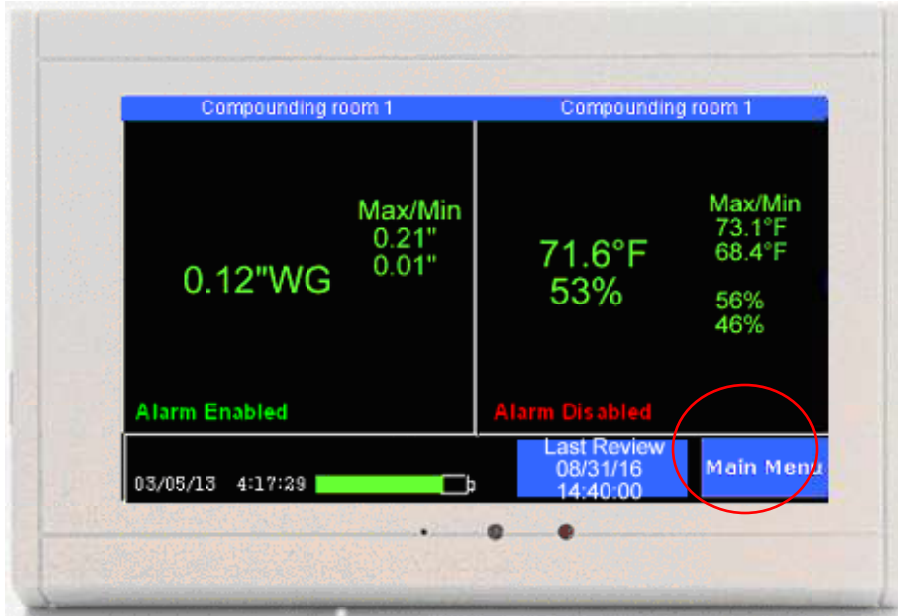 Compounding room 1
Max/Min
0.21"
0.12"WG
0.01"
Alarm Enabled
Compounding room 1
Max/Min
73.1°F
71.6°F
68.4°F
53%
56%
46%
Alarm Disabled
03/05/13 4:17:29
Last Review
08/31/16
14:40:00
Main Menu